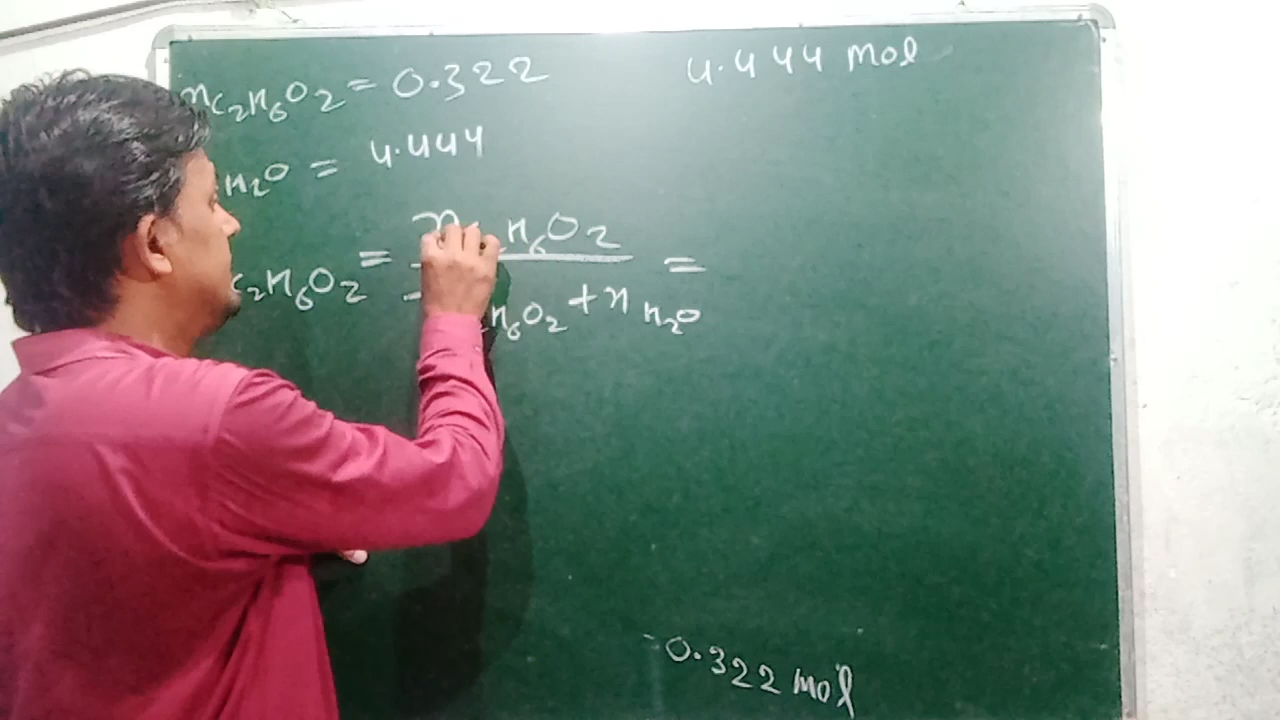 nC2H6O2 = 0.322
4.444 mol
H2O = 4.444
C2H6O2 = H6O2 / H6O2 + n H2O =
0.322 mol